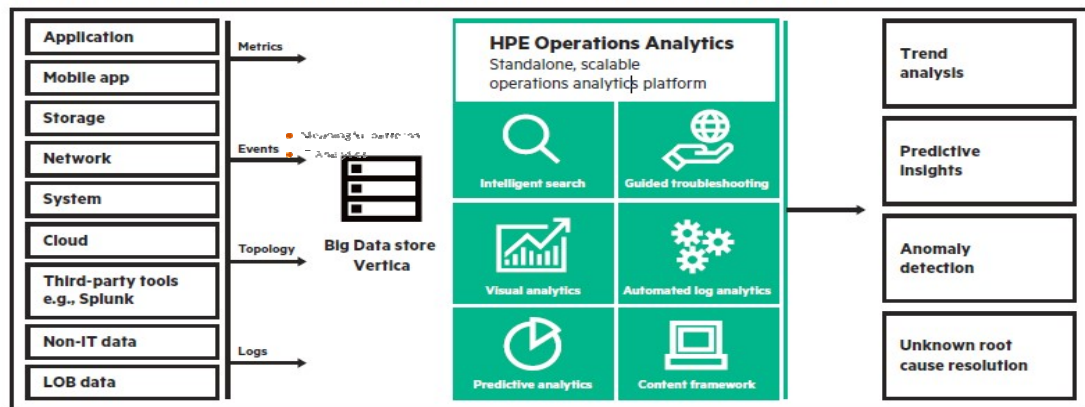 Application
Mobile app
Storage
Network
System
Cloud
Third-party tools
e.g., Splunk
Non-IT data
LOB data
Metrics
Events
Topology
Logs
Big Data store
Vertica
HPE Operations Analytics
Standalone, scalable
operations analytics platform
Intelligent search
Guided troubleshooting
Visual analytics
Automated log analytics
Predictive analytics
Content framework
Trend
analysis
Predictive
insights
Anomaly
detection
Unknown root
cause resolution